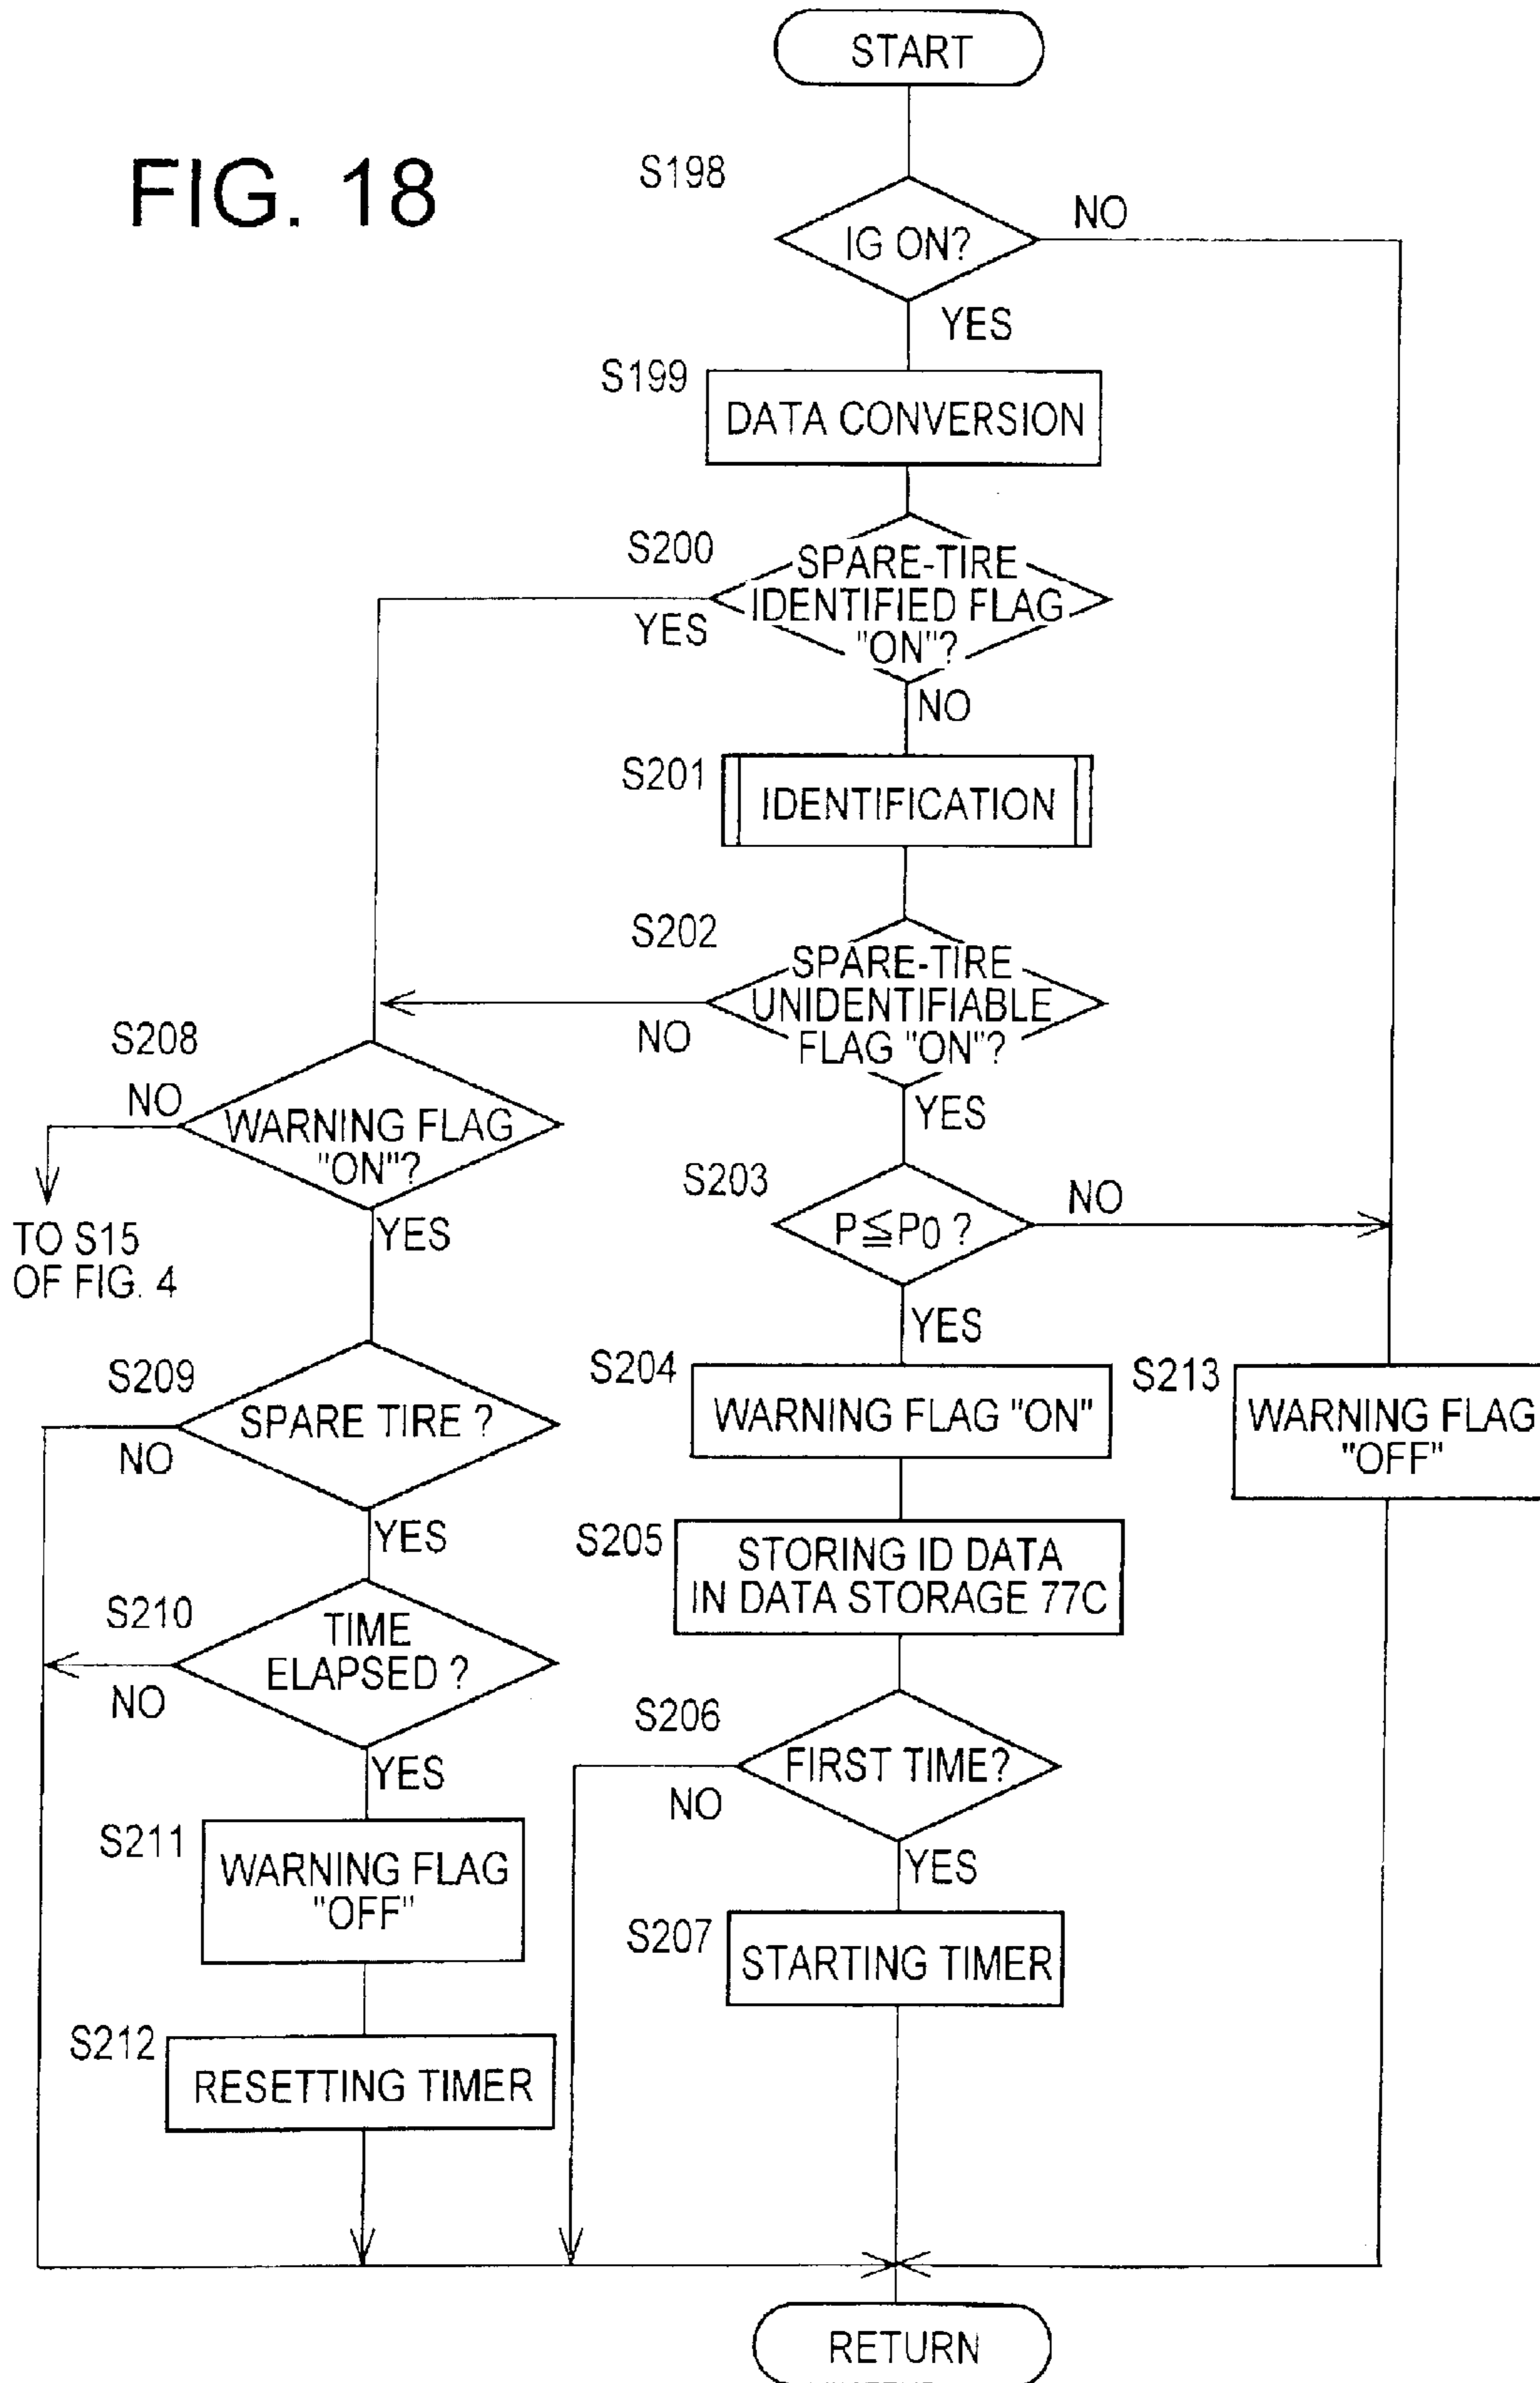 START
FIG. 18
S198
NO
IG ON?
YES
S199
DATA CONVERSION
S200
SPARE-TIRE
IDENTIFIED FLAG
"ON"?
YES
NO
S201
IDENTIFICATION
S202
SPARE-TIRE
UNIDENTIFIABLE
FLAG "ON"?
NO
YES
S208
NO
WARNING FLAG
"ON"?
YES
TO S15
OF FIG. 4
S203
P≦P0 ?
NO
YES
S209
SPARE TIRE ?
NO
YES
S204
WARNING FLAG "ON"
S213
WARNING FLAG
"OFF"
S205
STORING ID DATA
IN DATA STORAGE 77C
S210
TIME
ELAPSED ?
NO
YES
S206
FIRST TIME?
NO
YES
S211
WARNING FLAG
"OFF"
S207
STARTING TIMER
S212
RESETTING TIMER
RETURN